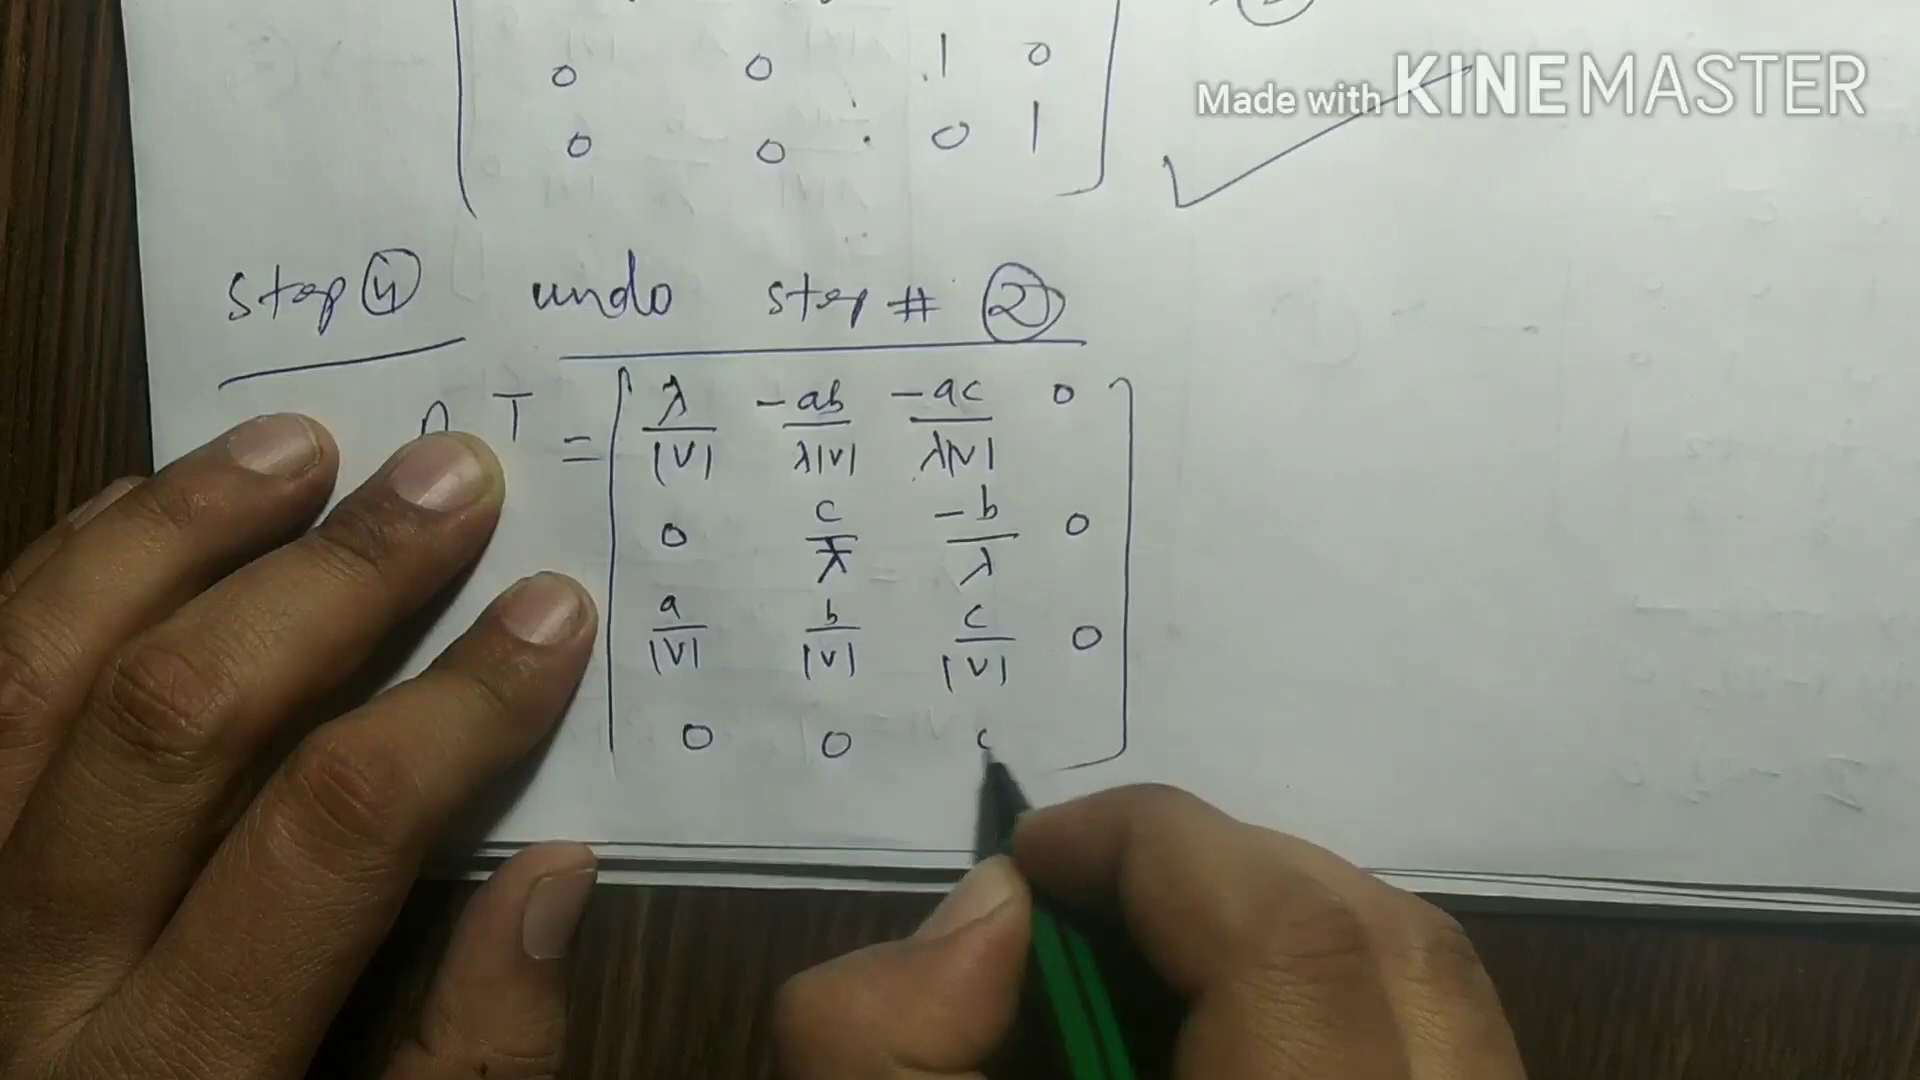 0 0 1 0
Made with KINEMASTER
0 0 0 1
Step 4 undo step # 2
T = λ/|V| -ab/λ|V| -ac/λ|V| 0
0 c/λ -b/λ 0
a/|V| b/|V| c/|V| 0
0 0